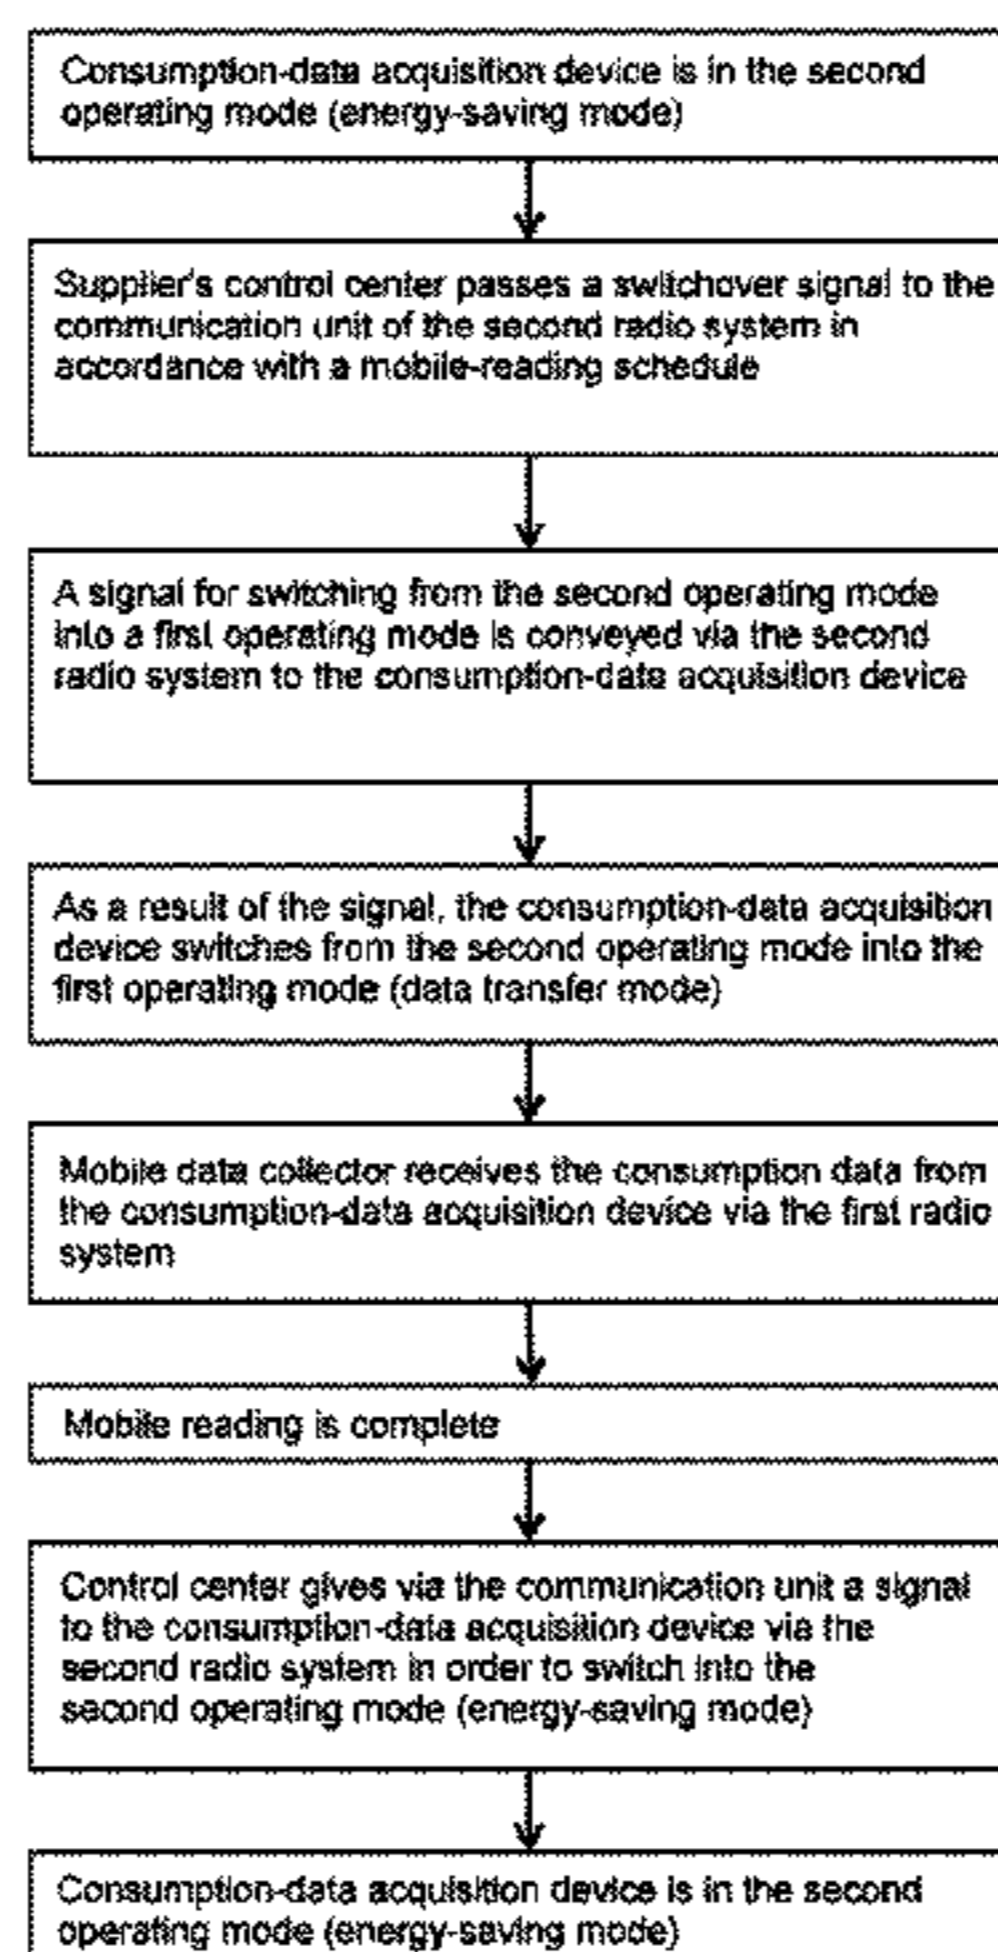 Consumption-data acquisition device is in the second
operating mode (energy-saving mode)
Supplier's control center passes a switchover signal to the
communication unit of the second radio system in
accordance with a mobile-reading schedule
A signal for switching from the second operating mode
into a first operating mode is conveyed via the second
radio system to the consumption-data acquisition device
As a result of the signal, the consumption-data acquisition
device switches from the second operating mode into the
first operating mode (data transfer mode)
Mobile data collector receives the consumption data from
the consumption-data acquisition device via the first radio
system
Mobile reading is complete
Control center gives via the communication unit a signal
to the consumption-data acquisition device via the
second radio system in order to switch into the
second operating mode (energy-saving mode)
Consumption-data acquisition device is in the second
operating mode (energy-saving mode)